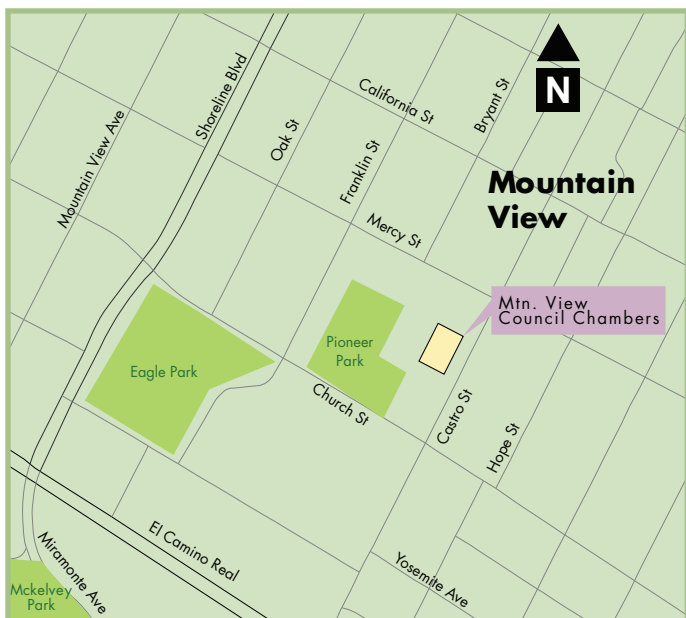 Shoreline Blvd
California St
Bryant St
N
Mountain View Ave
Oak St
Franklin St
Mountain
View
Mercy St
Mtn. View
Council Chambers
Pioneer
Park
Eagle Park
Church St
Castro St
Hope St
El Camino Real
Yosemite Ave
Miramonte Ave
Mckelvey
Park